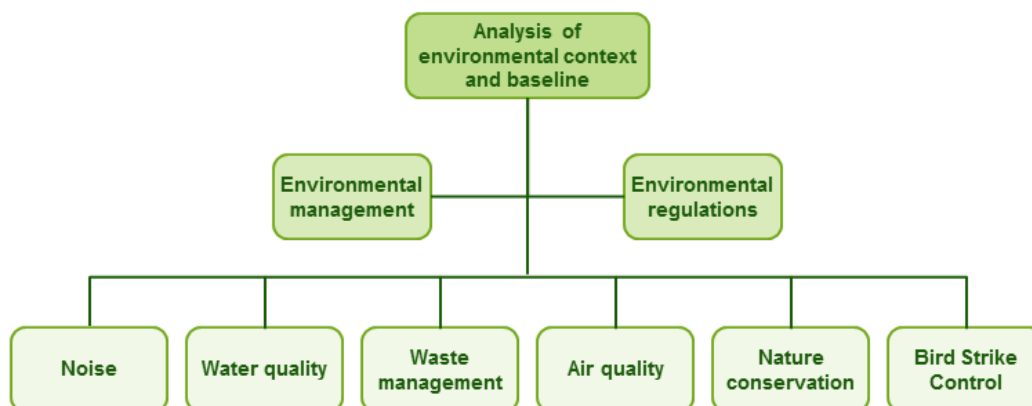 Analysis of
environmental context
and baseline
Environmental
management
Environmental
regulations
Noise
Water quality
Waste
management
Air quality
Nature
conservation
Bird Strike
Control